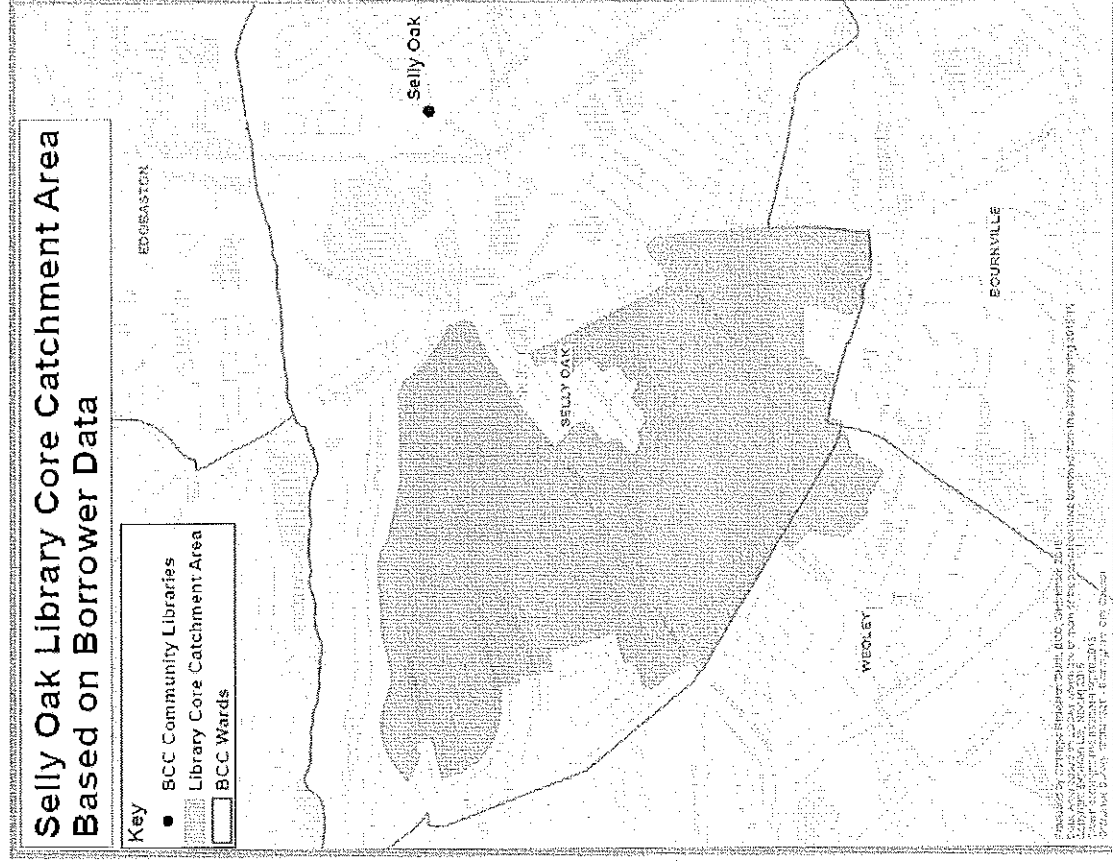 Selly Oak Library Core Catchment Area
Based on Borrower Data
Key
BCC Community Libraries
Library Core Catchment Area
BCC Wards
EDGBASTON
Selly Oak
SELLY OAK
BOURNVILLE
WEOLEY